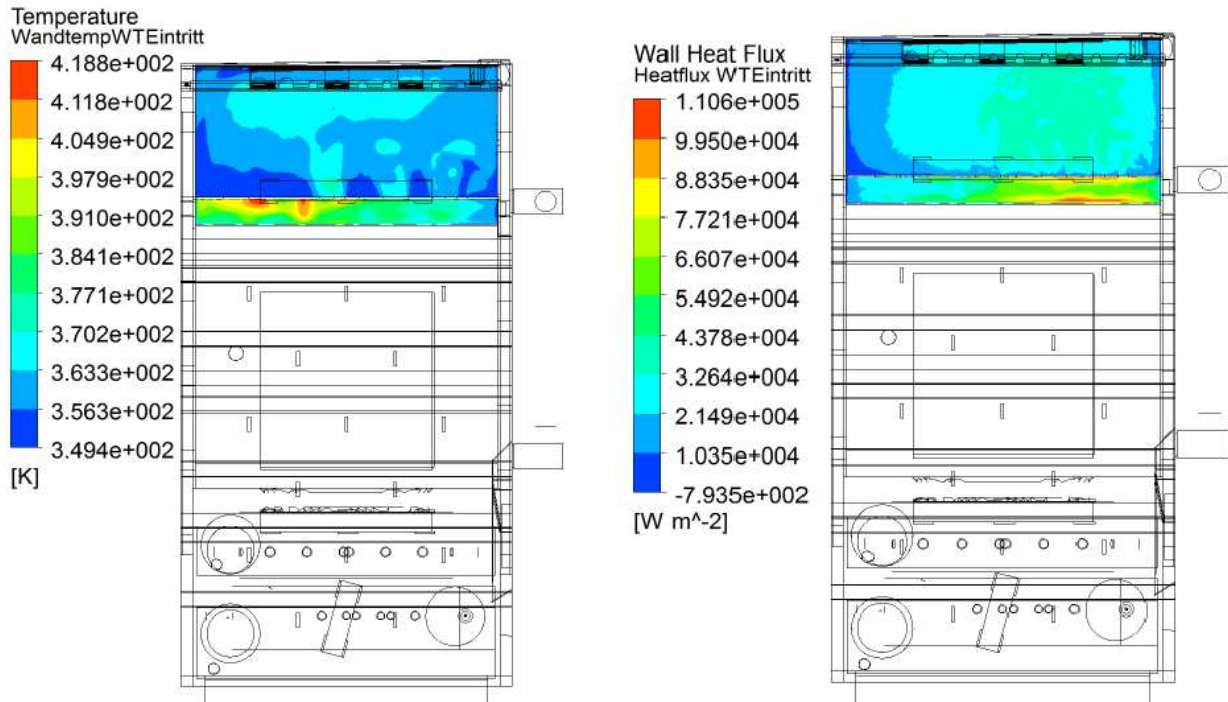 Temperature
WandtempWTEintritt
4.188e+002
4.118e+002
4.049e+002
3.979e+002
3.910e+002
3.841e+002
3.771e+002
3.702e+002
3.633e+002
3.563e+002
3.494e+002
[K]
Wall Heat Flux
Heatflux WTEintritt
1.106e+005
9.950e+004
8.835e+004
7.721e+004
6.607e+004
5.492e+004
4.378e+004
3.264e+004
2.149e+004
1.035e+004
-7.935e+002
[W m^-2]